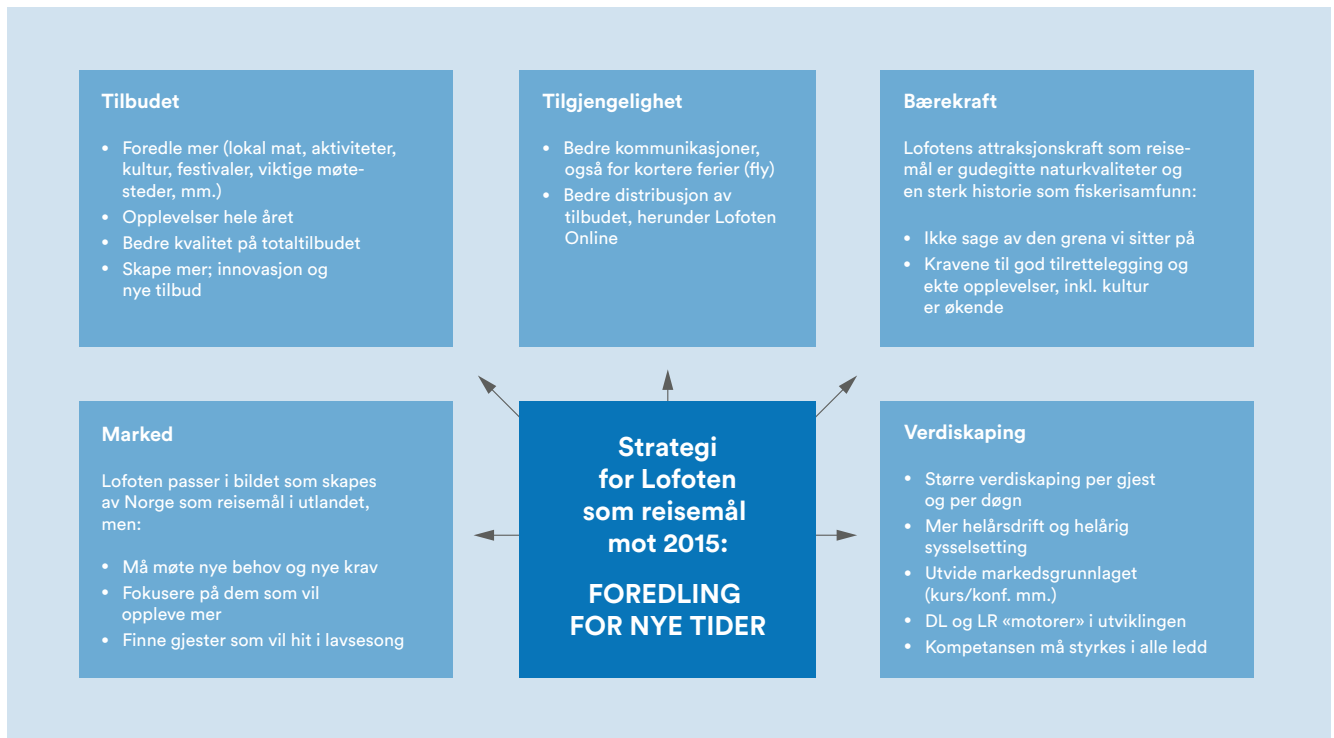 Tilbudet
• Foredle mer (lokal mat, aktiviteter,
kultur, festivaler, viktige møte-
steder, mm.)
• Opplevelser hele året
• Bedre kvalitet på totaltilbudet
• Skape mer; innovasjon og
nye tilbud
Tilgjengelighet
• Bedre kommunikasjoner,
også for kortere ferier (fly)
• Bedre distribusjon av
tilbudet, herunder Lofoten
Online
Bærekraft
Lofotens attraksjonskraft som reise-
mål er gudegitte naturkvaliteter og
en sterk historie som fiskerisamfunn:
• Ikke sage av den grena vi sitter på
• Kravene til god tilrettelegging og
ekte opplevelser, inkl. kultur
er økende
Marked
Lofoten passer i bildet som skapes
av Norge som reisemål i utlandet,
men:
• Må møte nye behov og nye krav
• Fokusere på dem som vil
oppleve mer
• Finne gjester som vil hit i lavsesong
Strategi
for Lofoten
som reisemål
mot 2015:
FOREDLING
FOR NYE TIDER
Verdiskaping
• Større verdiskaping per gjest
og per døgn
• Mer helårsdrift og helårig
sysselsetting
• Utvide markedsgrunnlaget
(kurs/konf. mm.)
• DL og LR «motorer» i utviklingen
• Kompetansen må styrkes i alle ledd